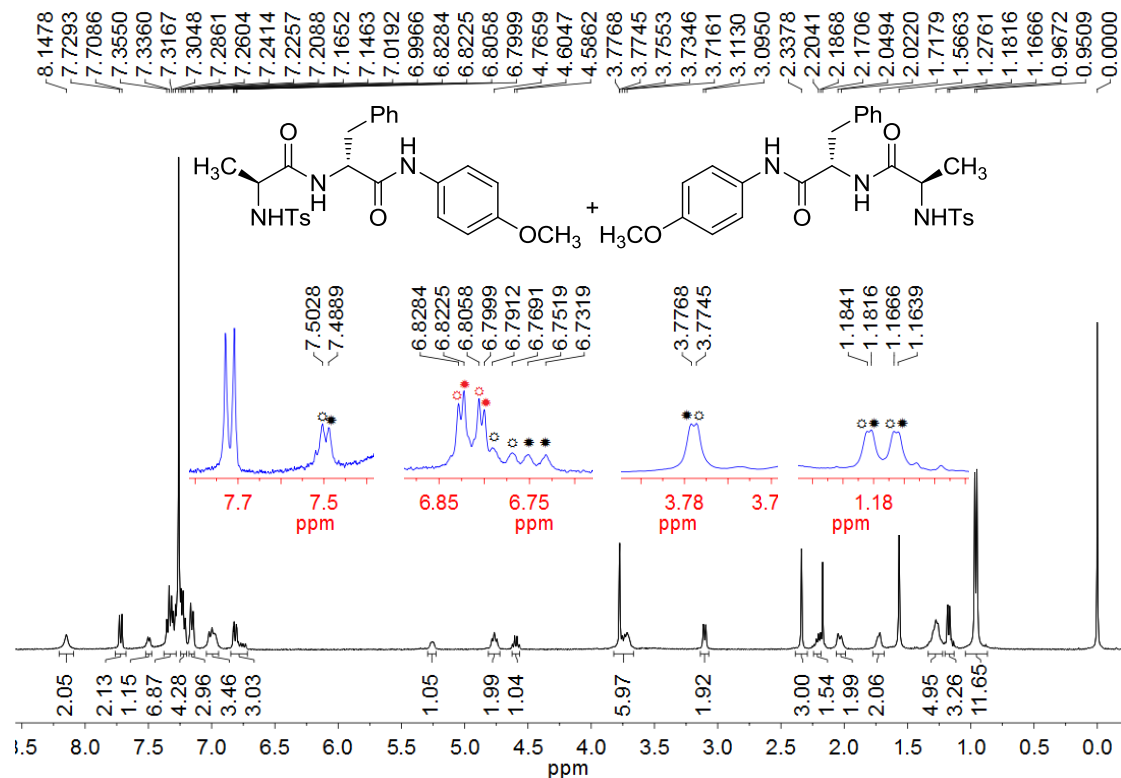 8.1478 7.7293 7.7086 7.3550 7.3360 7.3167 7.3048 7.2861 7.2604 7.2414 7.2257 7.2088 7.1652 7.1463 7.0192 6.9966 6.8284 6.8225 6.8058 6.7999 4.7659 4.6047 4.5862 3.7768 3.7745 3.7553 3.7346 3.7161 3.1130 3.0950 2.3378 2.2041 2.1868 2.1706 2.0494 2.0220 1.7179 1.5663 1.2761 1.1816 1.1666 0.9672 0.9509 -0.0000
Ph Ph
O O
H3C H N CH3
N H O N H NHTs
NHTs O OCH3 + H3CO O
7.5028 7.4889 6.8284 6.8225 6.8058 6.7999 6.7912 6.7691 6.7519 6.7319 3.7768 3.7745 1.1841 1.1816 1.1666 1.1639
7.7 7.5 6.85 6.75 3.78 3.7 1.18
ppm ppm ppm ppm
2.05 2.13 1.15 6.87 4.28 2.96 3.46 3.03 1.05 1.99 1.04 5.97 1.92 3.00 1.54 1.99 2.06 4.95 3.26 11.65
8.0 7.5 7.0 6.5 6.0 5.5 5.0 4.5 4.0 3.5 3.0 2.5 2.0 1.5 1.0 0.5 0.0
ppm